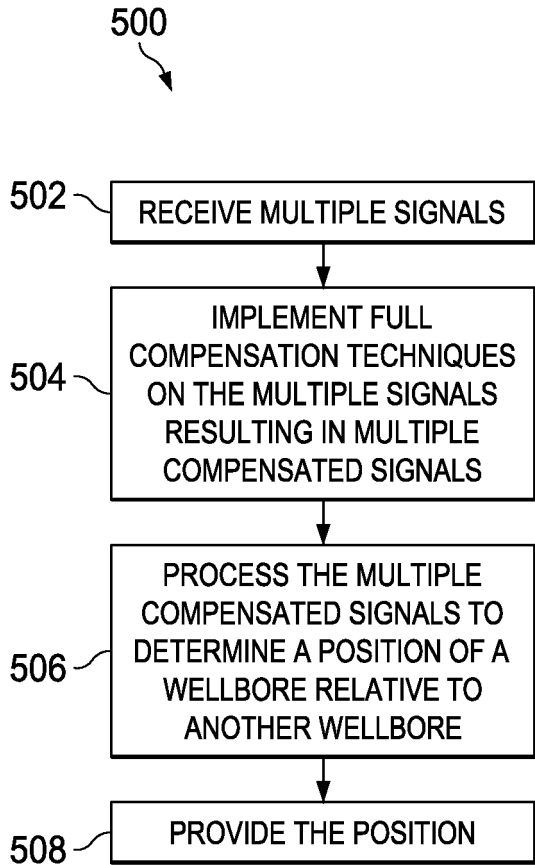 500
502
RECEIVE MULTIPLE SIGNALS
504
IMPLEMENT FULL
COMPENSATION TECHNIQUES
ON THE MULTIPLE SIGNALS
RESULTING IN MULTIPLE
COMPENSATED SIGNALS
506
PROCESS THE MULTIPLE
COMPENSATED SIGNALS TO
DETERMINE A POSITION OF A
WELLBORE RELATIVE TO
ANOTHER WELLBORE
508
PROVIDE THE POSITION